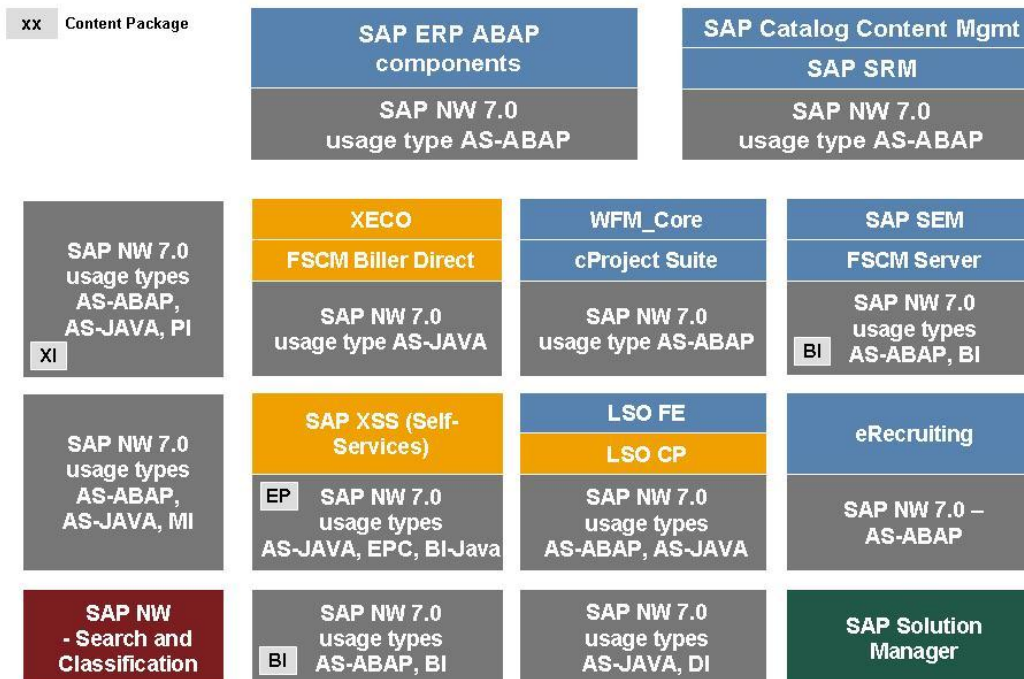 xx Content Package
SAP ERP ABAP
components
SAP NW 7.0
usage type AS-ABAP
SAP Catalog Content Mgmt
SAP SRM
SAP NW 7.0
usage type AS-ABAP
SAP NW 7.0
usage types
AS-ABAP,
AS-JAVA, PI
XI
XECO
FSCM Biller Direct
SAP NW 7.0
usage type AS-JAVA
WFM_Core
cProject Suite
SAP NW 7.0
usage type AS-ABAP
SAP SEM
FSCM Server
SAP NW 7.0
usage types
AS-ABAP, BI
BI
SAP NW 7.0
usage types
AS-ABAP,
AS-JAVA, MI
SAP XSS (Self-
Services)
EP
SAP NW 7.0
usage types
AS-JAVA, EPC, BI-Java
LSO FE
LSO CP
SAP NW 7.0
usage types
AS-ABAP, AS-JAVA
eRecruiting
SAP NW 7.0 –
AS-ABAP
SAP NW
- Search and
Classification
SAP NW 7.0
usage types
AS-ABAP, BI
BI
SAP NW 7.0
usage types
AS-JAVA, DI
SAP Solution
Manager